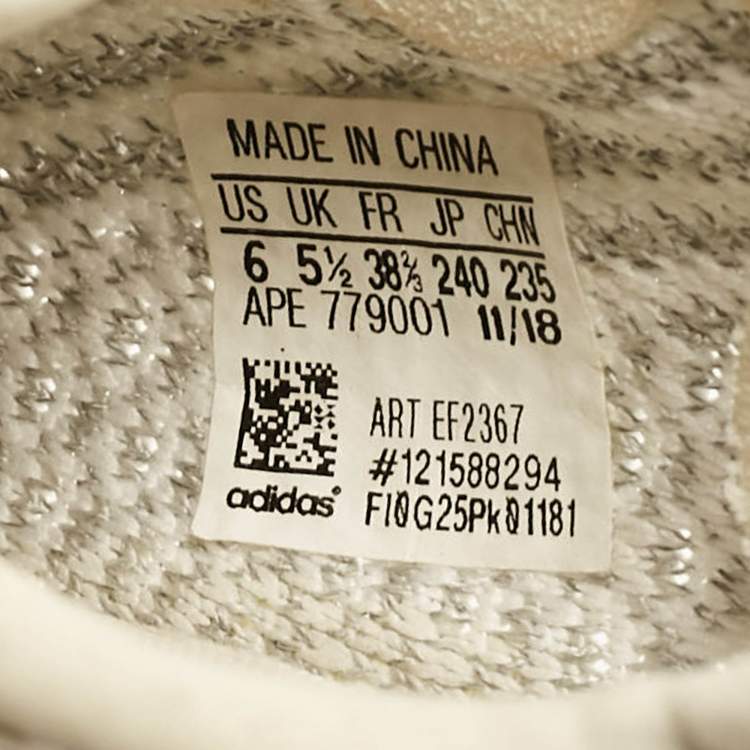 MADE IN CHINA
US UK FR JP CHN
6 5½ 38⅔ 240 235
APE 779001 11/18
ART EF2367
#121588294
adidas®
FI0G25Pk01181